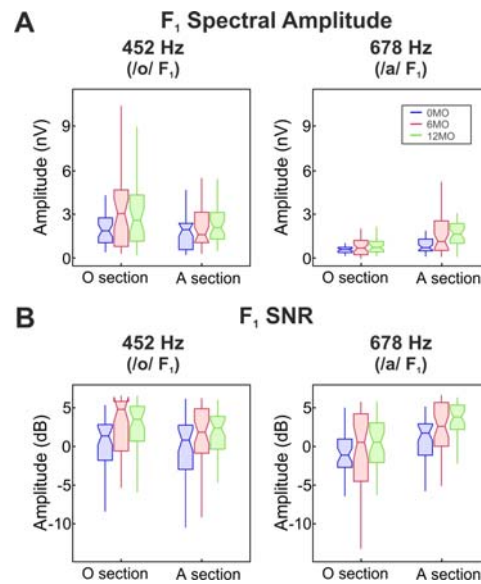 A
F₁ Spectral Amplitude
452 Hz
(/o/ F₁)
678 Hz
(/a/ F₁)
Amplitude (nV)
9
6
3
0
O section
A section
Amplitude (nV)
9
6
3
0
0MO
6MO
12MO
O section
A section
B
F₁ SNR
452 Hz
(/o/ F₁)
678 Hz
(/a/ F₁)
Amplitude (dB)
5
0
-5
-10
O section
A section
Amplitude (dB)
5
0
-5
-10
O section
A section